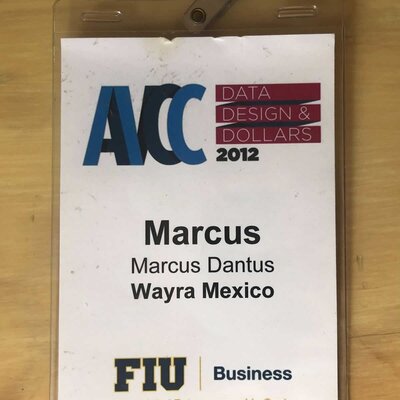 AVCC
DATA
DESIGN &
DOLLARS
2012
Marcus
Marcus Dantus
Wayra Mexico
FIU | Business